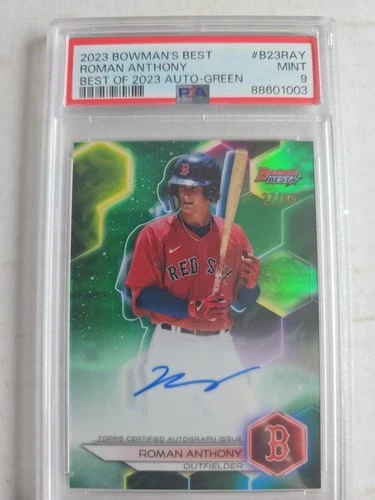 2023 BOWMAN'S BEST #B23RAY
ROMAN ANTHONY MINT
BEST OF 2023 AUTO-GREEN 9
PSA 88601003
B
BOWMAN'S
BEST
RED SOX
TOPPS CERTIFIED AUTOGRAPH ISSUE
ROMAN ANTHONY
OUTFIELDER
B